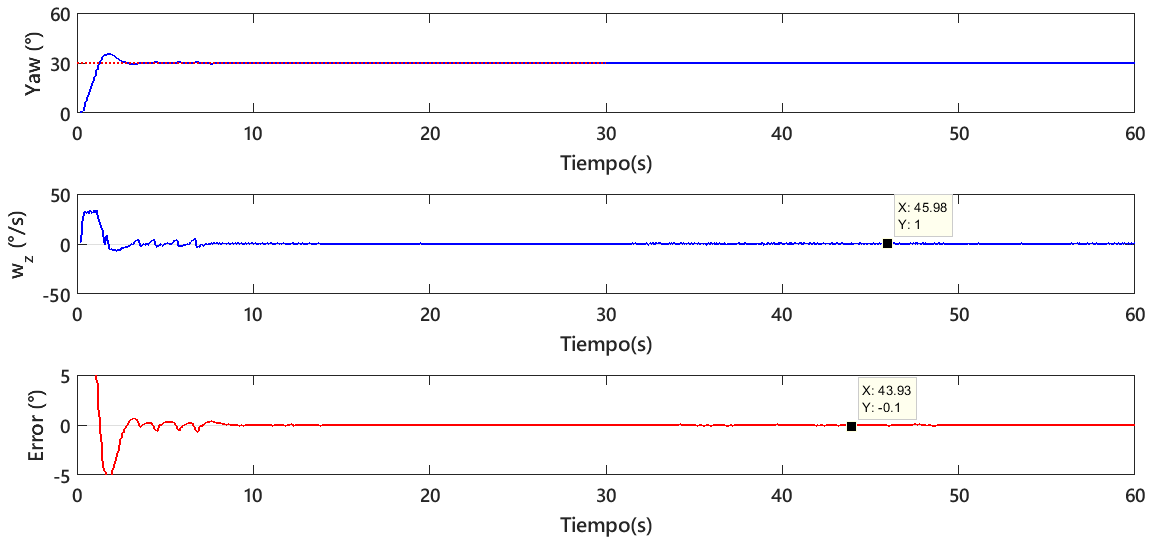 60
30
0
Yaw (°)
0 10 20 30 40 50 60
Tiempo(s)
50
0
-50
w_z (°/s)
X: 45.98
Y: 1
0 10 20 30 40 50 60
Tiempo(s)
5
0
-5
Error (°)
X: 43.93
Y: -0.1
0 10 20 30 40 50 60
Tiempo(s)